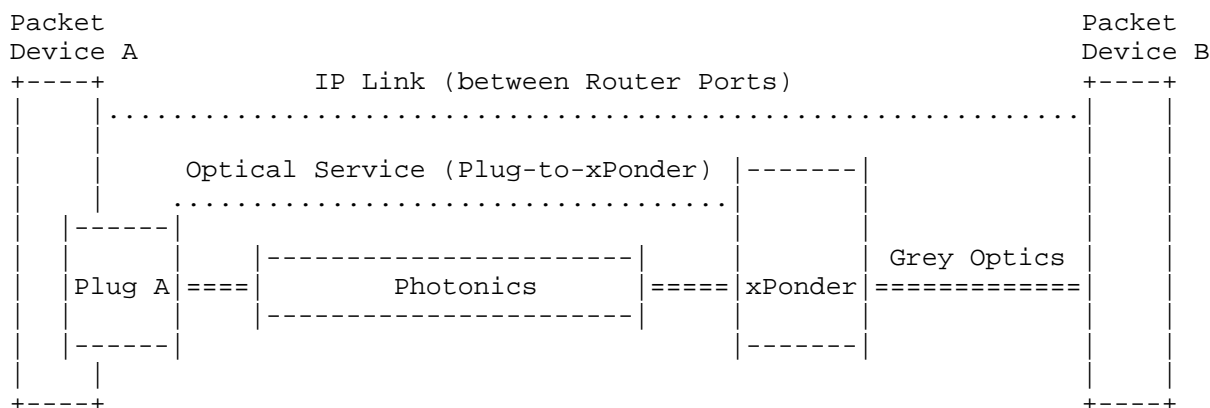 Packet Packet
Device A Device B
IP Link (between Router Ports)
Optical Service (Plug-to-xPonder)
Grey Optics
Plug A Photonics xPonder